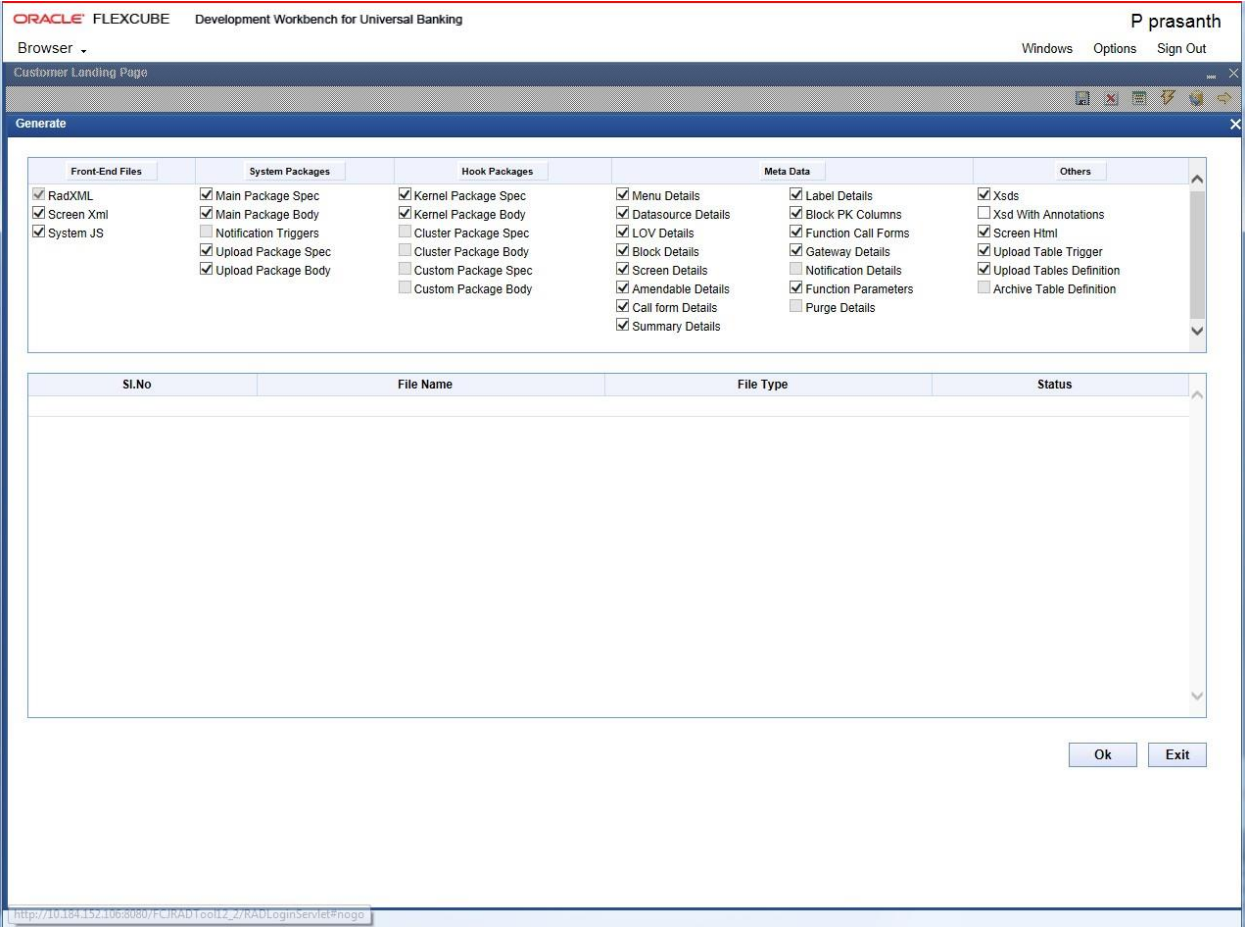 ORACLE FLEXCUBE Development Workbench for Universal Banking
P prasanth
Browser
Windows Options Sign Out
Customer Landing Page
Generate
Front-End Files System Packages Hook Packages Meta Data Others
RadXML Main Package Spec Kernel Package Spec Menu Details Label Details Xsds
Screen Xml Main Package Body Kernel Package Body Datasource Details Block PK Columns Xsd With Annotations
System JS Notification Triggers Cluster Package Spec LOV Details Function Call Forms Screen Html
Upload Package Spec Cluster Package Body Block Details Gateway Details Upload Table Trigger
Upload Package Body Custom Package Spec Screen Details Notification Details Upload Tables Definition
Custom Package Body Amendable Details Function Parameters Archive Table Definition
Call form Details Purge Details
Summary Details
Sl.No File Name File Type Status
Ok Exit
http://10.184.152.106:8080/FCJRADTool12_2/RADLoginServlet#nogo